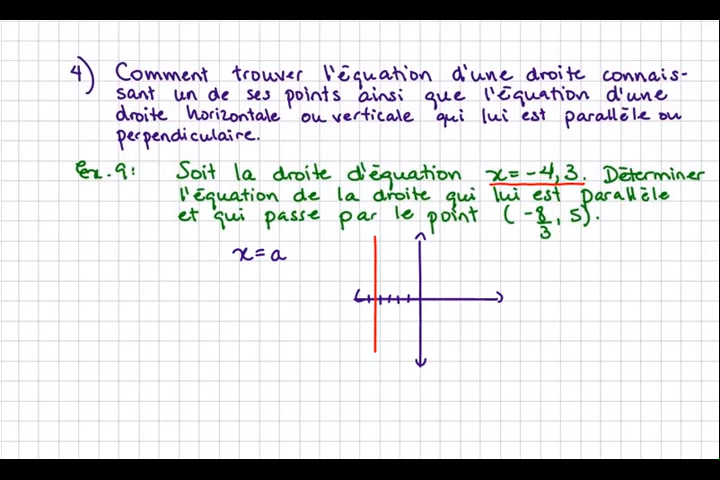 4) Comment trouver l'équation d'une droite connais-
sant un de ses points ainsi que l'équation d'une
droite horizontale ou verticale qui lui est parallèle ou
perpendiculaire.
Ex. 9: Soit la droite d'équation x = -4,3. Déterminer
l'équation de la droite qui lui est parallèle
et qui passe par le point (-8/3, 5).
x = a